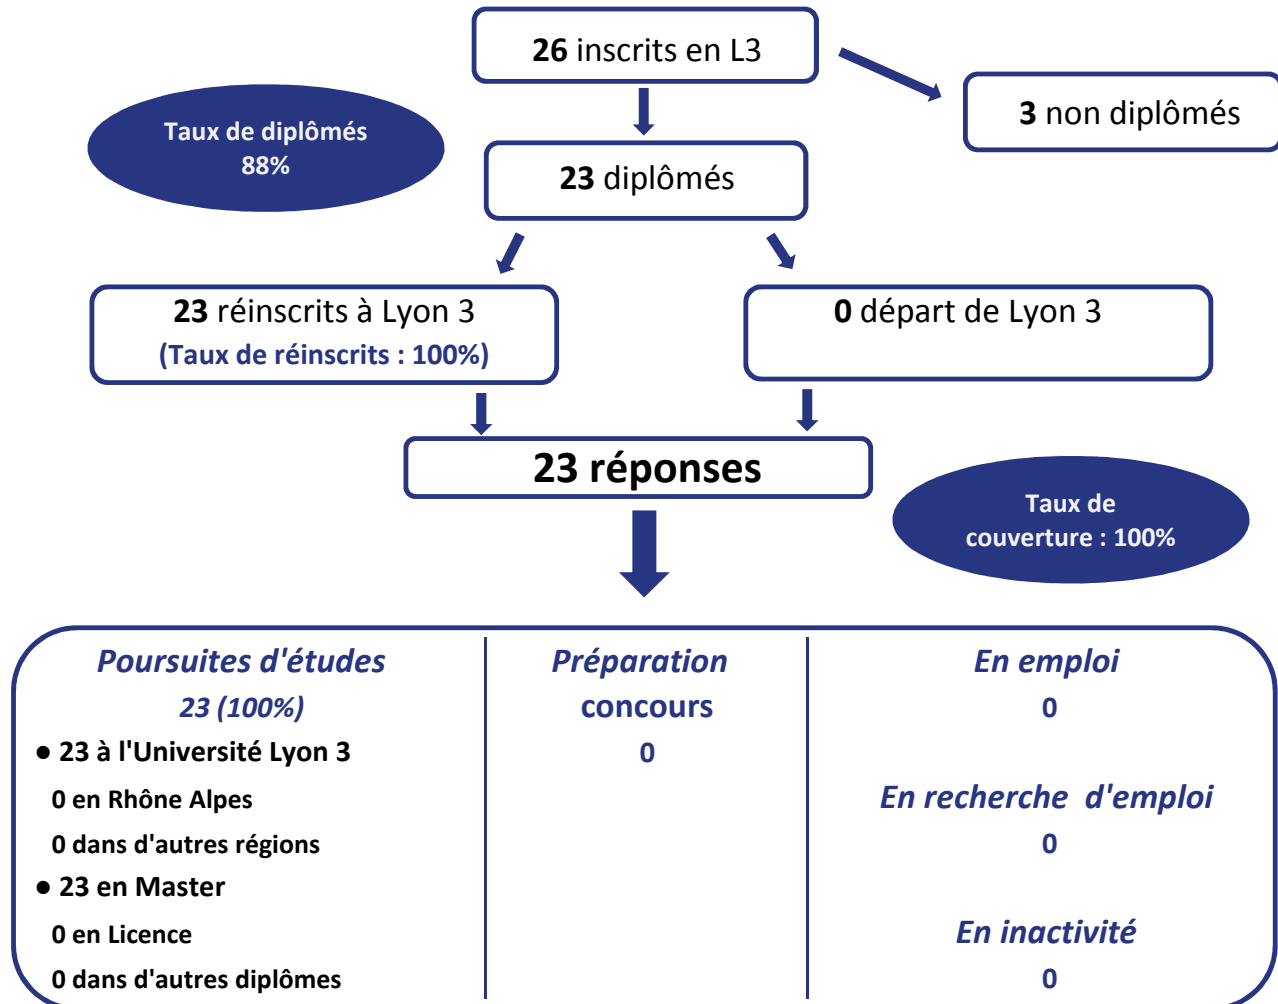 26 inscrits en L3
3 non diplômés
Taux de diplômés
88%
23 diplômés
23 réinscrits à Lyon 3
(Taux de réinscrits : 100%)
0 départ de Lyon 3
23 réponses
Taux de
couverture : 100%
Poursuites d'études
23 (100%)
● 23 à l'Université Lyon 3
0 en Rhône Alpes
0 dans d'autres régions
● 23 en Master
0 en Licence
0 dans d'autres diplômes
Préparation
concours
0
En emploi
0
En recherche d'emploi
0
En inactivité
0